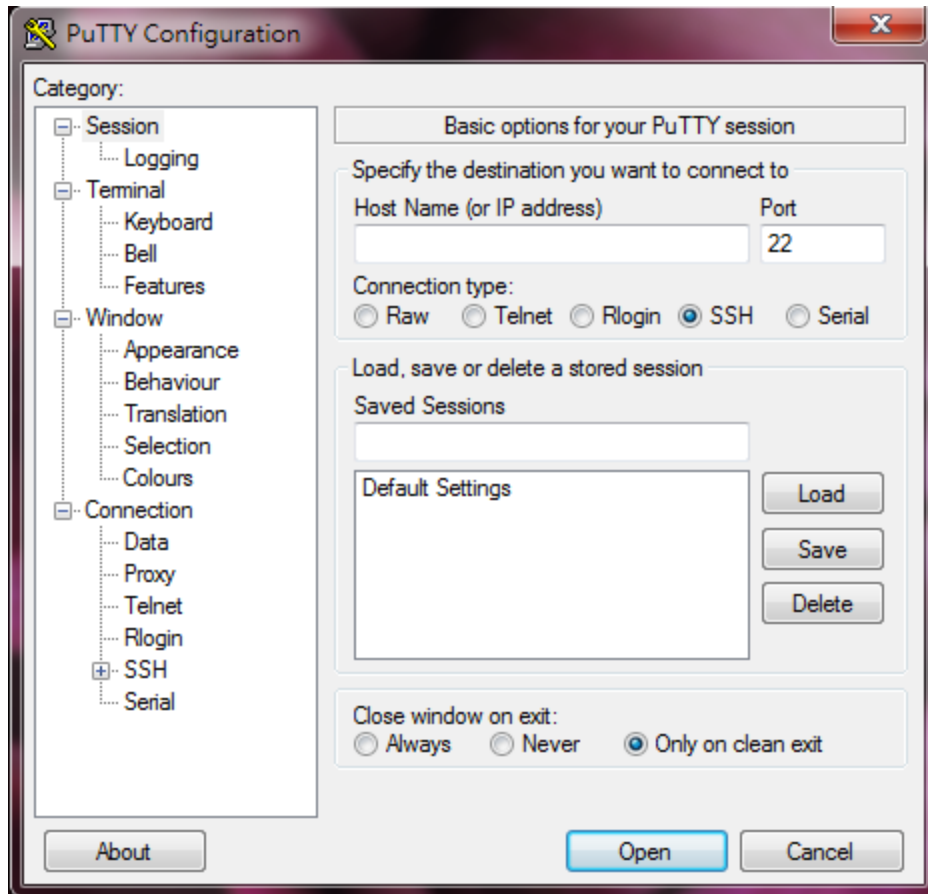 PuTTY Configuration
Category:
Session
Logging
Terminal
Keyboard
Bell
Features
Window
Appearance
Behaviour
Translation
Selection
Colours
Connection
Data
Proxy
Telnet
Rlogin
SSH
Serial
Basic options for your PuTTY session
Specify the destination you want to connect to
Host Name (or IP address) Port
22
Connection type:
Raw Telnet Rlogin SSH Serial
Load, save or delete a stored session
Saved Sessions
Default Settings
Load
Save
Delete
Close window on exit:
Always Never Only on clean exit
About Open Cancel